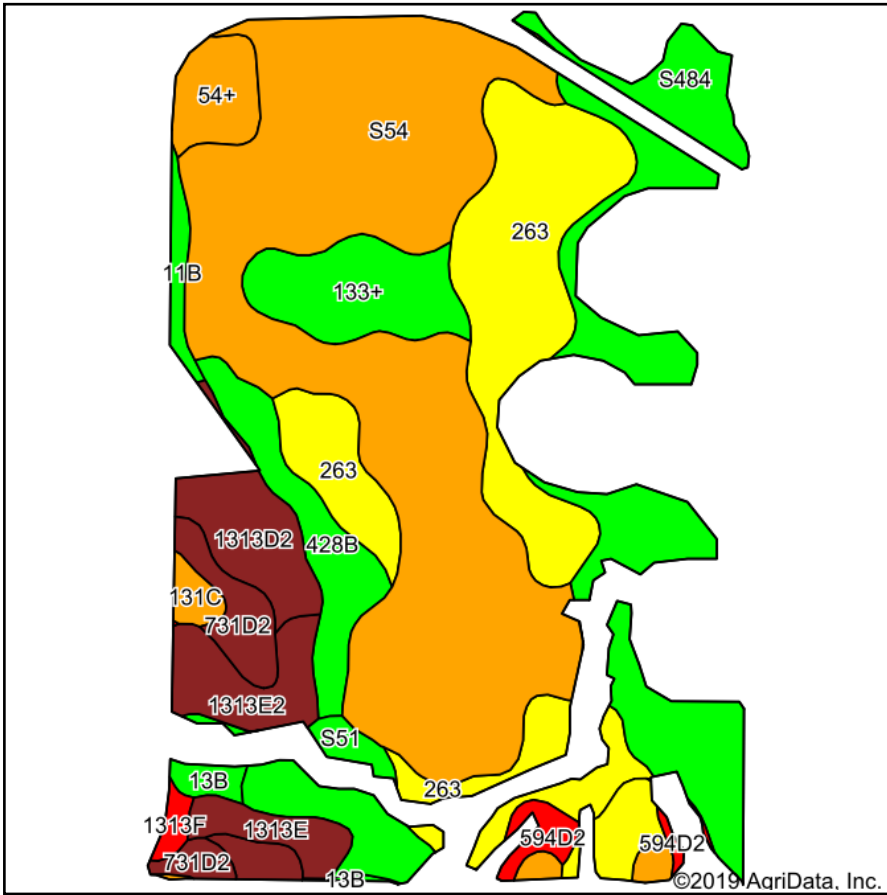 S484
54+
S54
263
11B
133+
263
1313D2
428B
131C
731D2
1313E2
S51
13B
263
1313F
1313E
594D2
594D2
731D2
13B
©2019 AgriData, Inc.